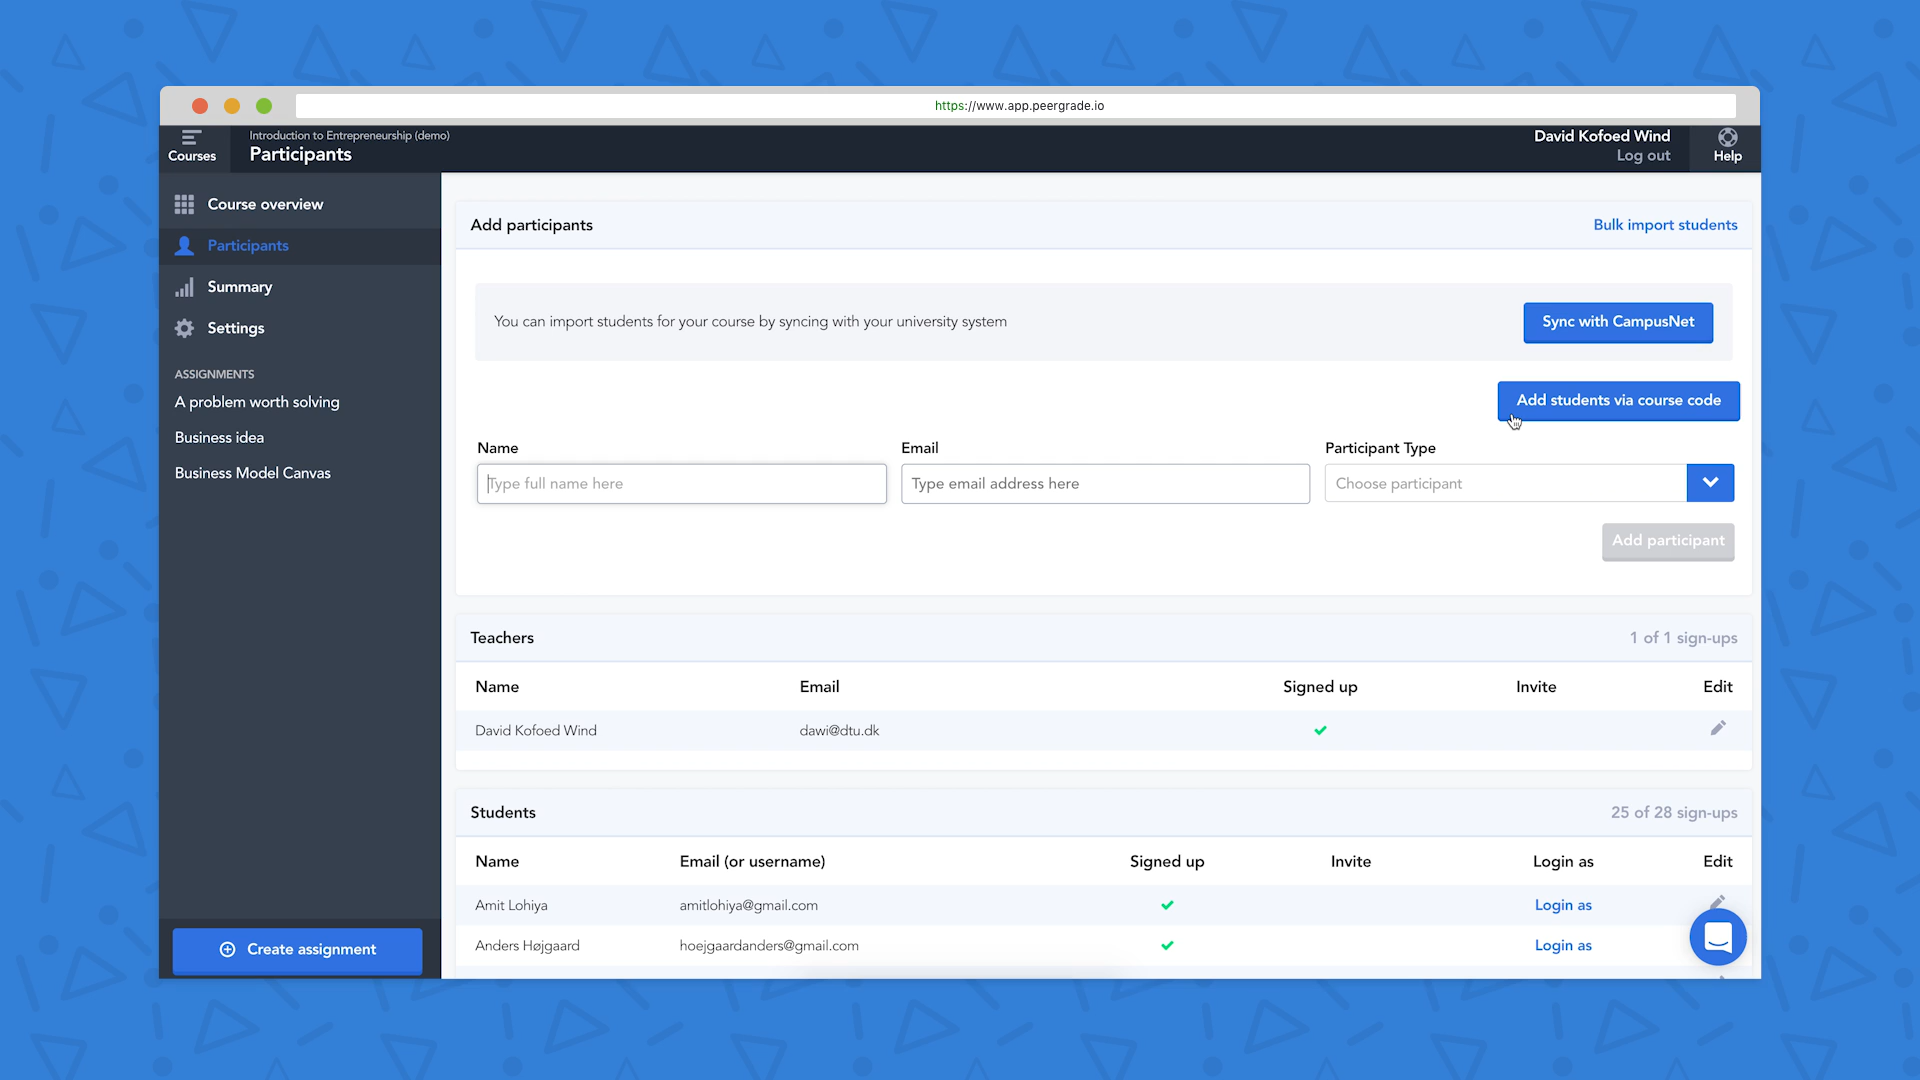 https://www.app.peergrade.io
Courses
Introduction to Entrepreneurship (demo)
Participants
David Kofoed Wind
Log out
Help
Course overview
Participants
Summary
Settings
ASSIGNMENTS
A problem worth solving
Business idea
Business Model Canvas
Create assignment
Add participants
Bulk import students
You can import students for your course by syncing with your university system
Sync with CampusNet
Add students via course code
Name Email Participant Type
Type full name here Type email address here Choose participant
Add participant
Teachers 1 of 1 sign-ups
Name Email Signed up Invite Edit
David Kofoed Wind dawi@dtu.dk
Students 25 of 28 sign-ups
Name Email (or username) Signed up Invite Login as Edit
Amit Lohiya amitlohiya@gmail.com Login as
Anders Højgaard hoejgaardanders@gmail.com Login as